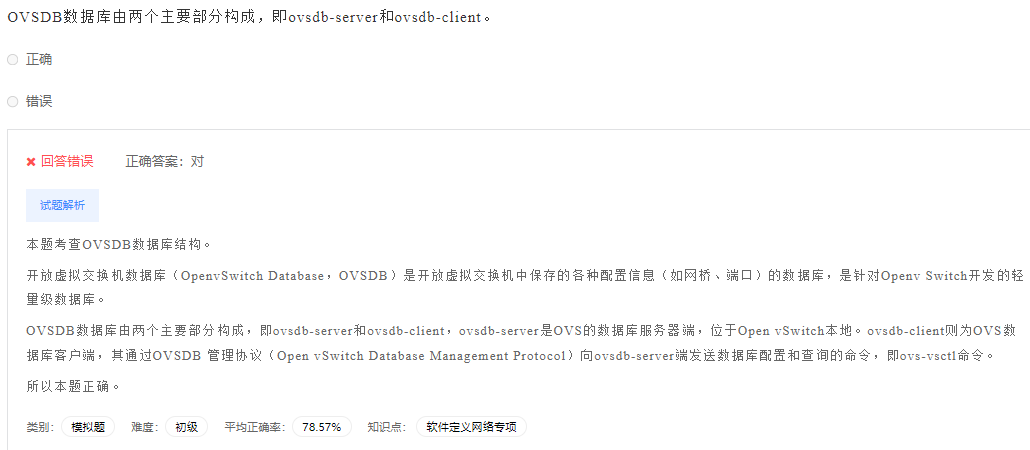 OVSDB数据库由两个主要部分构成，即ovsdb-server和ovsdb-client。
正确
错误
回答错误 正确答案：对
试题解析
本题考查OVSDB数据库结构。
开放虚拟交换机数据库（OpenvSwitch Database，OVSDB）是开放虚拟交换机中保存的各种配置信息（如网桥、端口）的数据库，是针对Openv Switch开发的轻
量级数据库。
OVSDB数据库由两个主要部分构成，即ovsdb-server和ovsdb-client，ovsdb-server是OVS的数据库服务器端，位于Open vSwitch本地。ovsdb-client则为OVS数
据库客户端，其通过OVSDB 管理协议（Open vSwitch Database Management Protocol）向ovsdb-server端发送数据库配置和查询的命令，即ovs-vsctl命令。
所以本题正确。
类别： 模拟题 难度： 初级 平均正确率： 78.57% 知识点： 软件定义网络专项